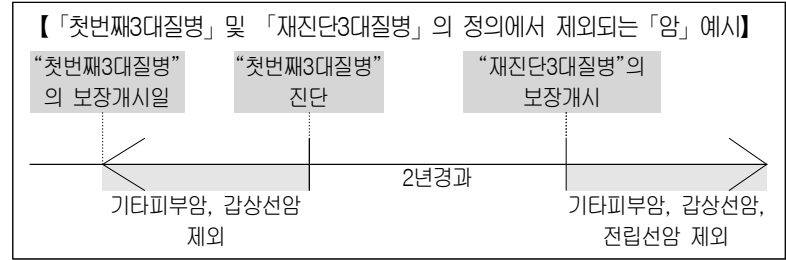 【「첫번째3대질병」 및 「재진단3대질병」의 정의에서 제외되는「암」예시】
“첫번째3대질병”
의 보장개시일
“첫번째3대질병”
진단
“재진단3대질병”의
보장개시
2년경과
기타피부암, 갑상선암
제외
기타피부암, 갑상선암,
전립선암 제외